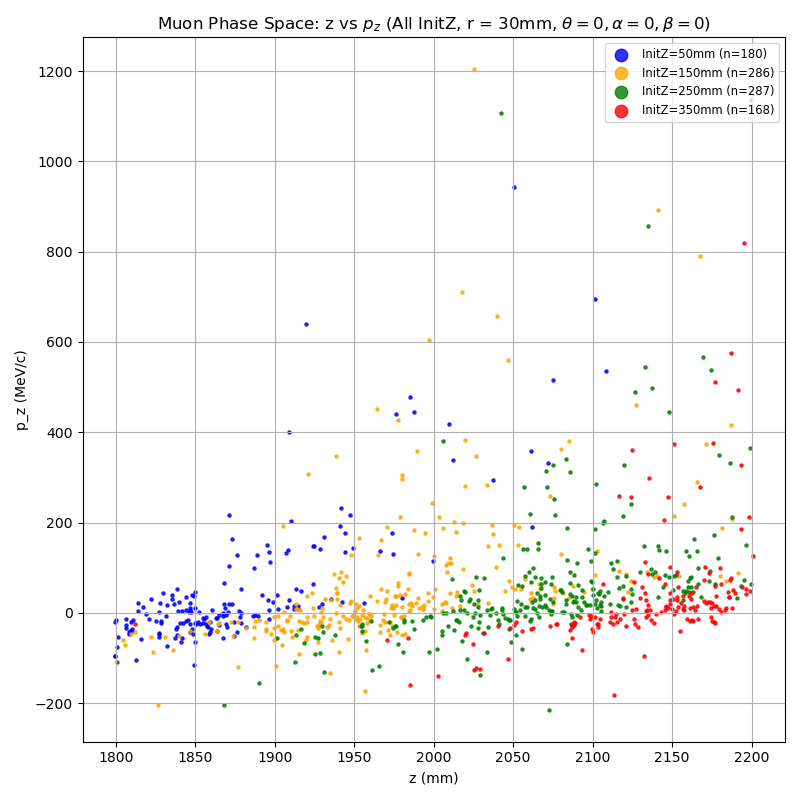 Muon Phase Space: z vs p_z (All InitZ, r = 30mm, θ = 0, α = 0, β = 0)
InitZ=50mm (n=180)
InitZ=150mm (n=286)
InitZ=250mm (n=287)
InitZ=350mm (n=168)
p_z (MeV/c)
1200
1000
800
600
400
200
0
−200
1800 1850 1900 1950 2000 2050 2100 2150 2200
z (mm)